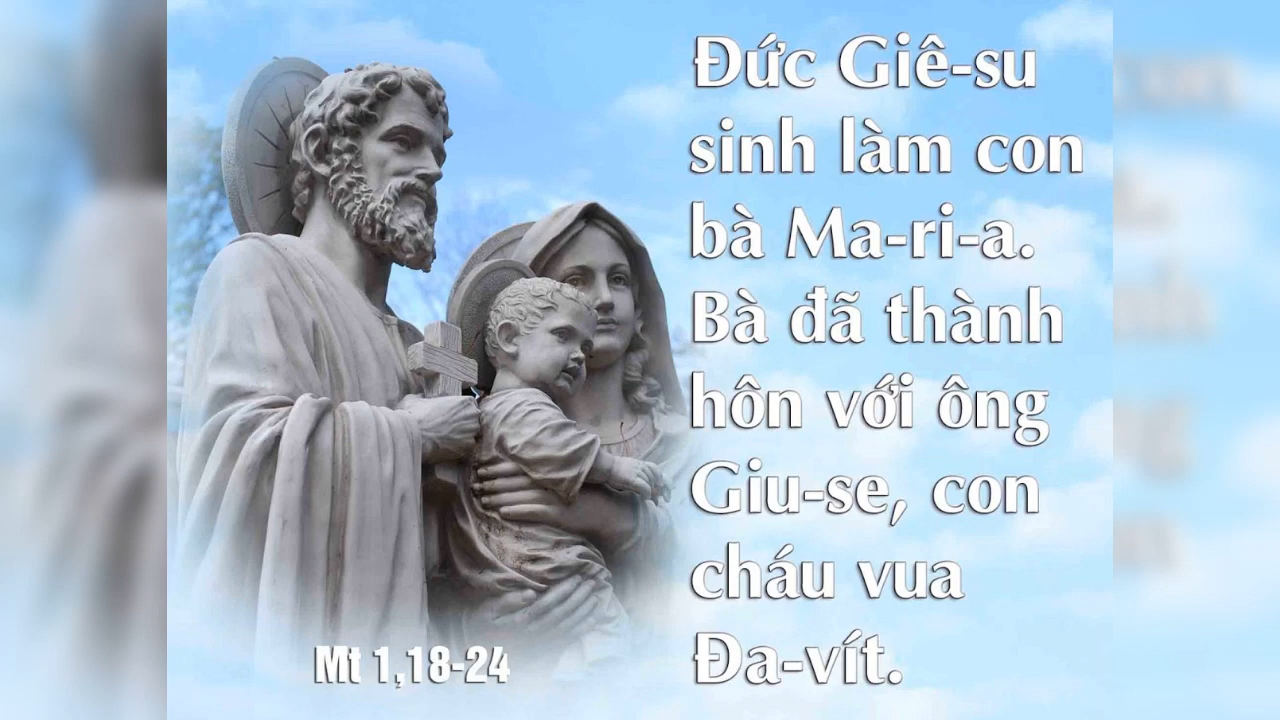 Đức Giê-su
sinh làm con
bà Ma-ri-a.
Bà đã thành
hôn với ông
Giu-se, con
cháu vua
Đa-vít.
Mt 1,18-24